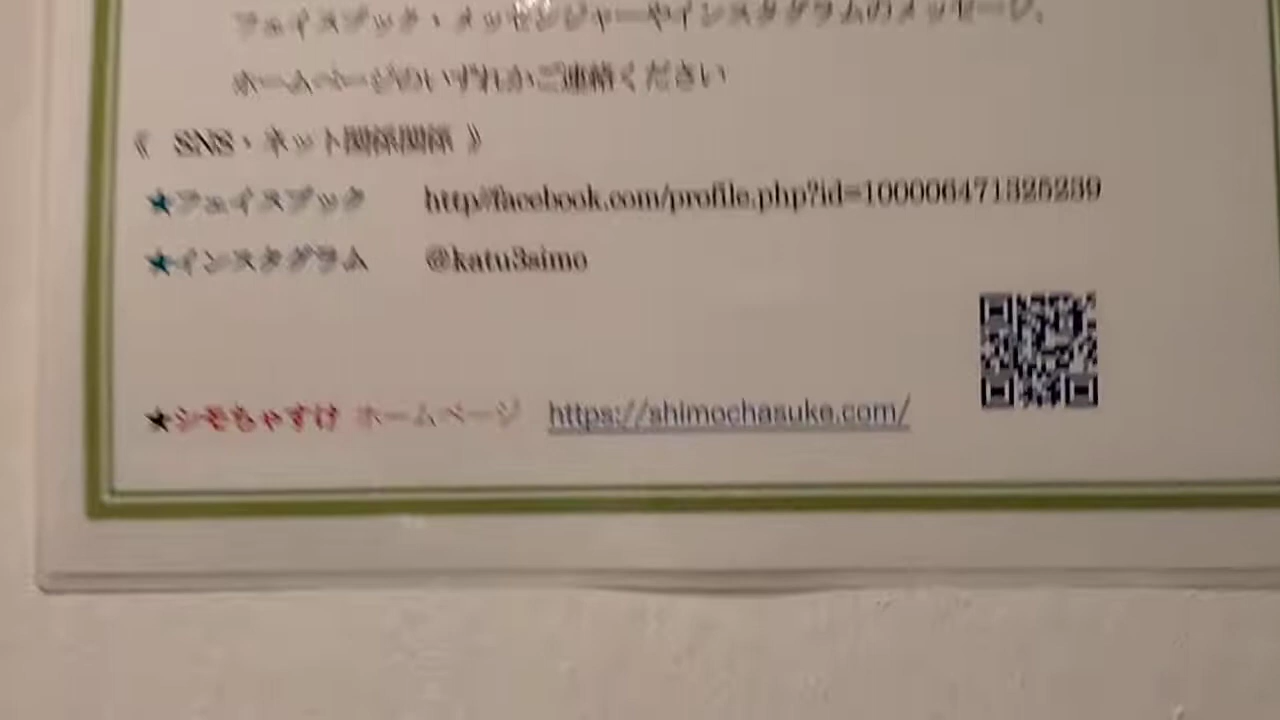 フェイスブック・メッセンジャーやインスタグラムのメッセージ、
ホームページのいずれかご連絡ください
《 SNS・ネット関係関係 》
★フェイスブック http//facebook.com/profile.php?id=100006471325239
★インスタグラム @katu3simo
★シモちゃすけ ホームページ https://shimochasuke.com/